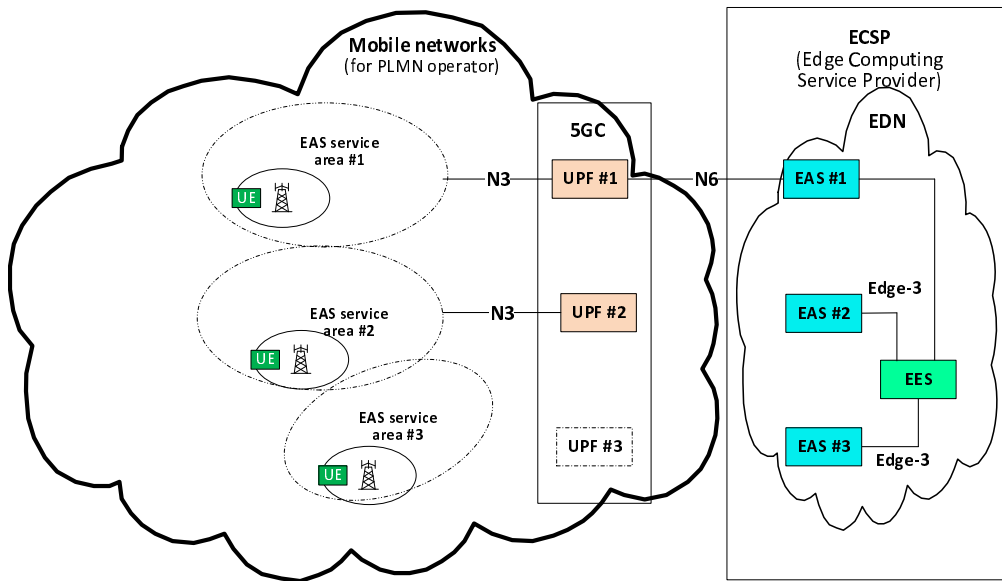 Mobile networks
(for PLMN operator)
ECSP
(Edge Computing
Service Provider)
EDN
5GC
EAS service
area #1
UE
N3
UPF #1
N6
EAS #1
EAS service
area #2
UE
N3
UPF #2
Edge-3
EAS #2
EES
EAS service
area #3
UE
UPF #3
EAS #3
Edge-3